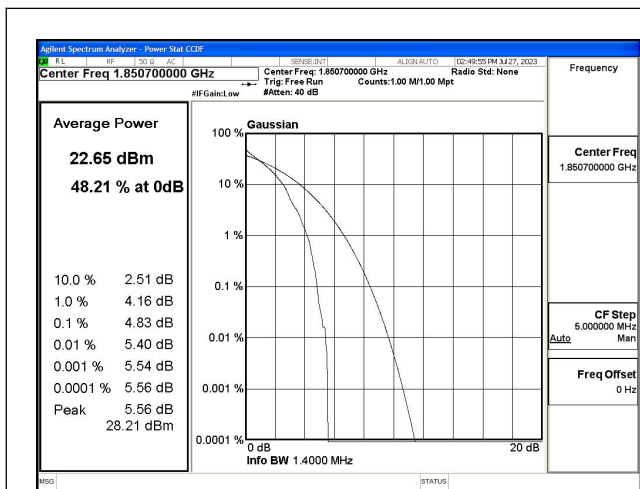 Agilent Spectrum Analyzer - Power Stat CCDF
RL RF 50 Ω AC SENSE:INT ALIGN AUTO 02:49:55 PM Jul 27, 2023
Center Freq 1.850700000 GHz
Center Freq: 1.850700000 GHz Radio Std: None
Trig: Free Run Counts:1.00 M/1.00 Mpt
#IFGain:Low #Atten: 40 dB
Frequency
Average Power
22.65 dBm
48.21 % at 0dB
10.0 % 2.51 dB
1.0 % 4.16 dB
0.1 % 4.83 dB
0.01 % 5.40 dB
0.001 % 5.54 dB
0.0001 % 5.56 dB
Peak 5.56 dB
28.21 dBm
Gaussian
100 %
10 %
1 %
0.1 %
0.01 %
0.001 %
0.0001 %
0 dB 20 dB
Info BW 1.4000 MHz
Center Freq
1.850700000 GHz
CF Step
5.000000 MHz
Auto Man
Freq Offset
0 Hz
MSG STATUS